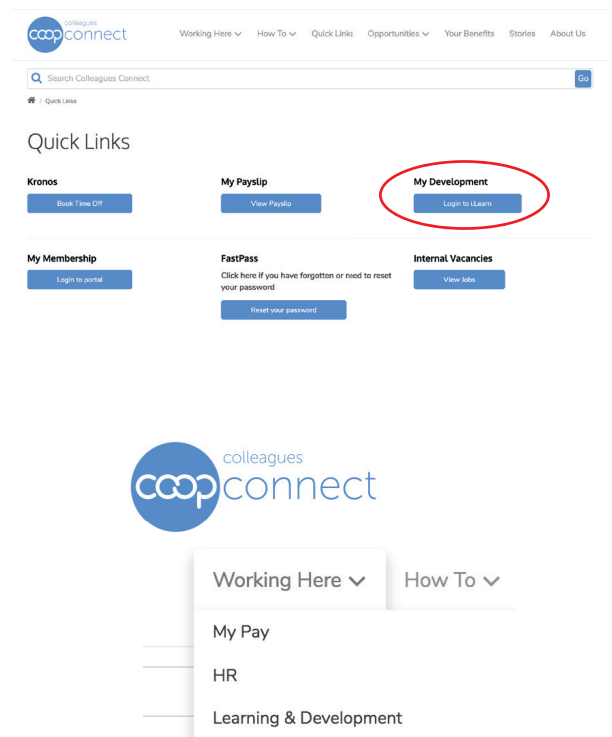 colleagues
coop connect
Working Here How To Quick Links Opportunities Your Benefits Stories About Us
Search Colleagues Connect Go
/ Quick Links
Quick Links
Kronos My Payslip My Development
Book Time Off View Payslip Login to i.Learn
My Membership FastPass Internal Vacancies
Login to portal Click here if you have forgotten or need to reset View Jobs
your password
Reset your password
colleagues
coop connect
Working Here How To
My Pay
HR
Learning & Development